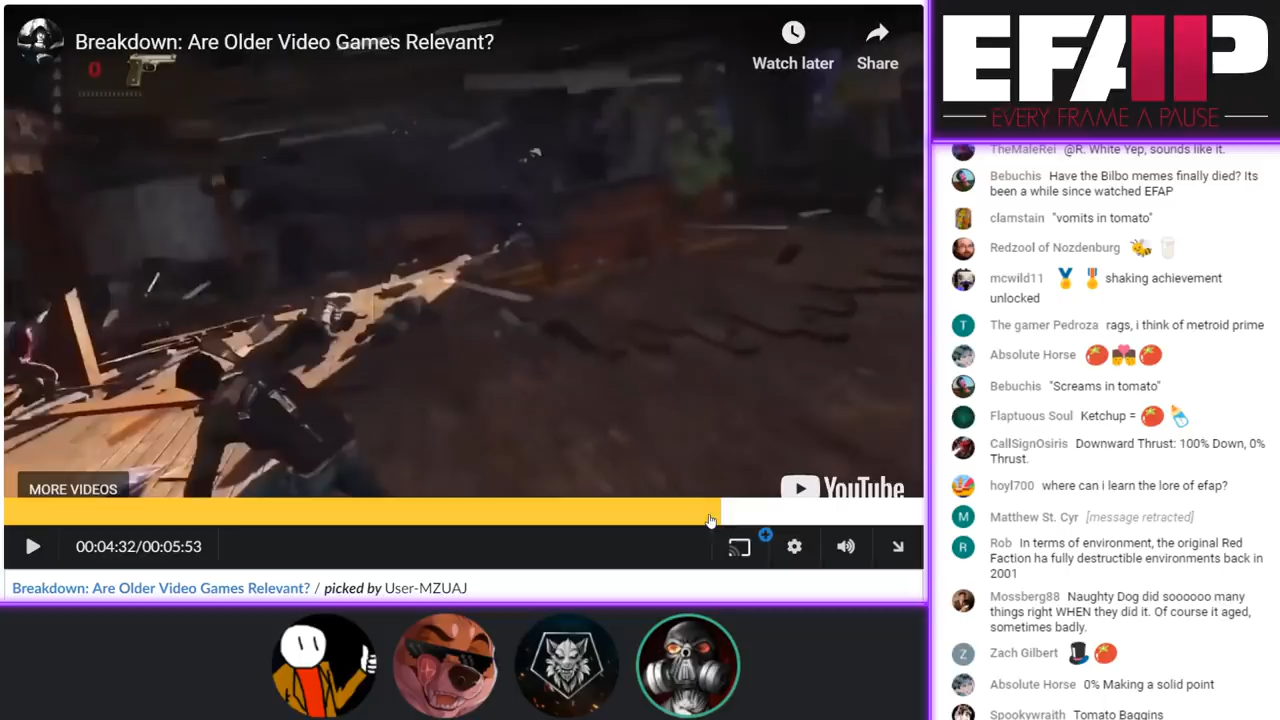 Breakdown: Are Older Video Games Relevant?
Watch later
Share
0
MORE VIDEOS
YouTube
00:04:32/00:05:53
Breakdown: Are Older Video Games Relevant? / picked by User-MZUAJ
EFAP
EVERY FRAME A PAUSE
TheMaleRei @R. White Yep, sounds like it.
Bebuchis Have the Bilbo memes finally died? Its
been a while since watched EFAP
clamstain "vomits in tomato"
Redzool of Nozdenburg 🐝🥛
mcwild11 🏅🎖 shaking achievement
unlocked
T The gamer Pedroza rags, i think of metroid prime
Absolute Horse 🍅💏🍅
Bebuchis "Screams in tomato"
Flaptuous Soul Ketchup = 🍅🍼
CallSignOsiris Downward Thrust: 100% Down, 0%
Thrust.
hoyl700 where can i learn the lore of efap?
M Matthew St. Cyr [message retracted]
R Rob In terms of environment, the original Red
Faction ha fully destructible environments back in
2001
Mossberg88 Naughty Dog did soooooo many
things right WHEN they did it. Of course it aged,
sometimes badly.
Z Zach Gilbert 🎩🍅
Absolute Horse 0% Making a solid point
Spookywraith Tomato Baggins